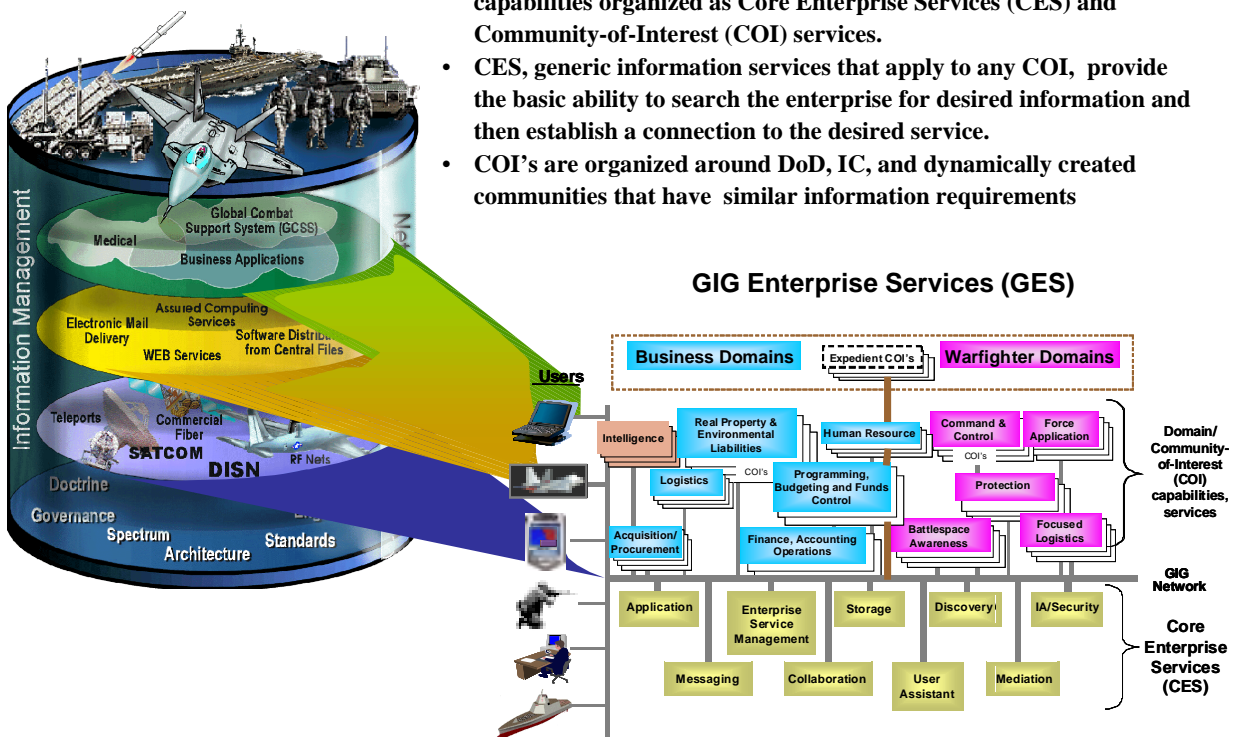 capabilities organized as Core Enterprise Services (CES) and
Community-of-Interest (COI) services.
• CES, generic information services that apply to any COI, provide
the basic ability to search the enterprise for desired information and
then establish a connection to the desired service.
• COI's are organized around DoD, IC, and dynamically created
communities that have similar information requirements
Information Management
Net
Global Combat
Support System (GCSS)
Medical
Business Applications
Assured Computing
Services
Electronic Mail
Delivery
Software
from Central Files
WEB Services
Teleports
Commercial
Fiber
SATCOM
DISN
RF Nets
Doctrine
Governance
Spectrum
Architecture
Standards
GIG Enterprise Services (GES)
Business Domains
Expedient COI's
Warfighter Domains
Users
Intelligence
Real Property &
Environmental
Liabilities
Human Resource
Command &
Control
Force
Application
COI's
COI's
Logistics
Programming,
Budgeting and Funds
Control
Protection
Acquisition/
Procurement
Finance, Accounting
Operations
Battlespace
Awareness
Focused
Logistics
Domain/
Community-
of-Interest
(COI)
capabilities,
services
GIG
Network
Application
Enterprise
Service
Management
Storage
Discovery
IA/Security
Messaging
Collaboration
User
Assistant
Mediation
Core
Enterprise
Services
(CES)